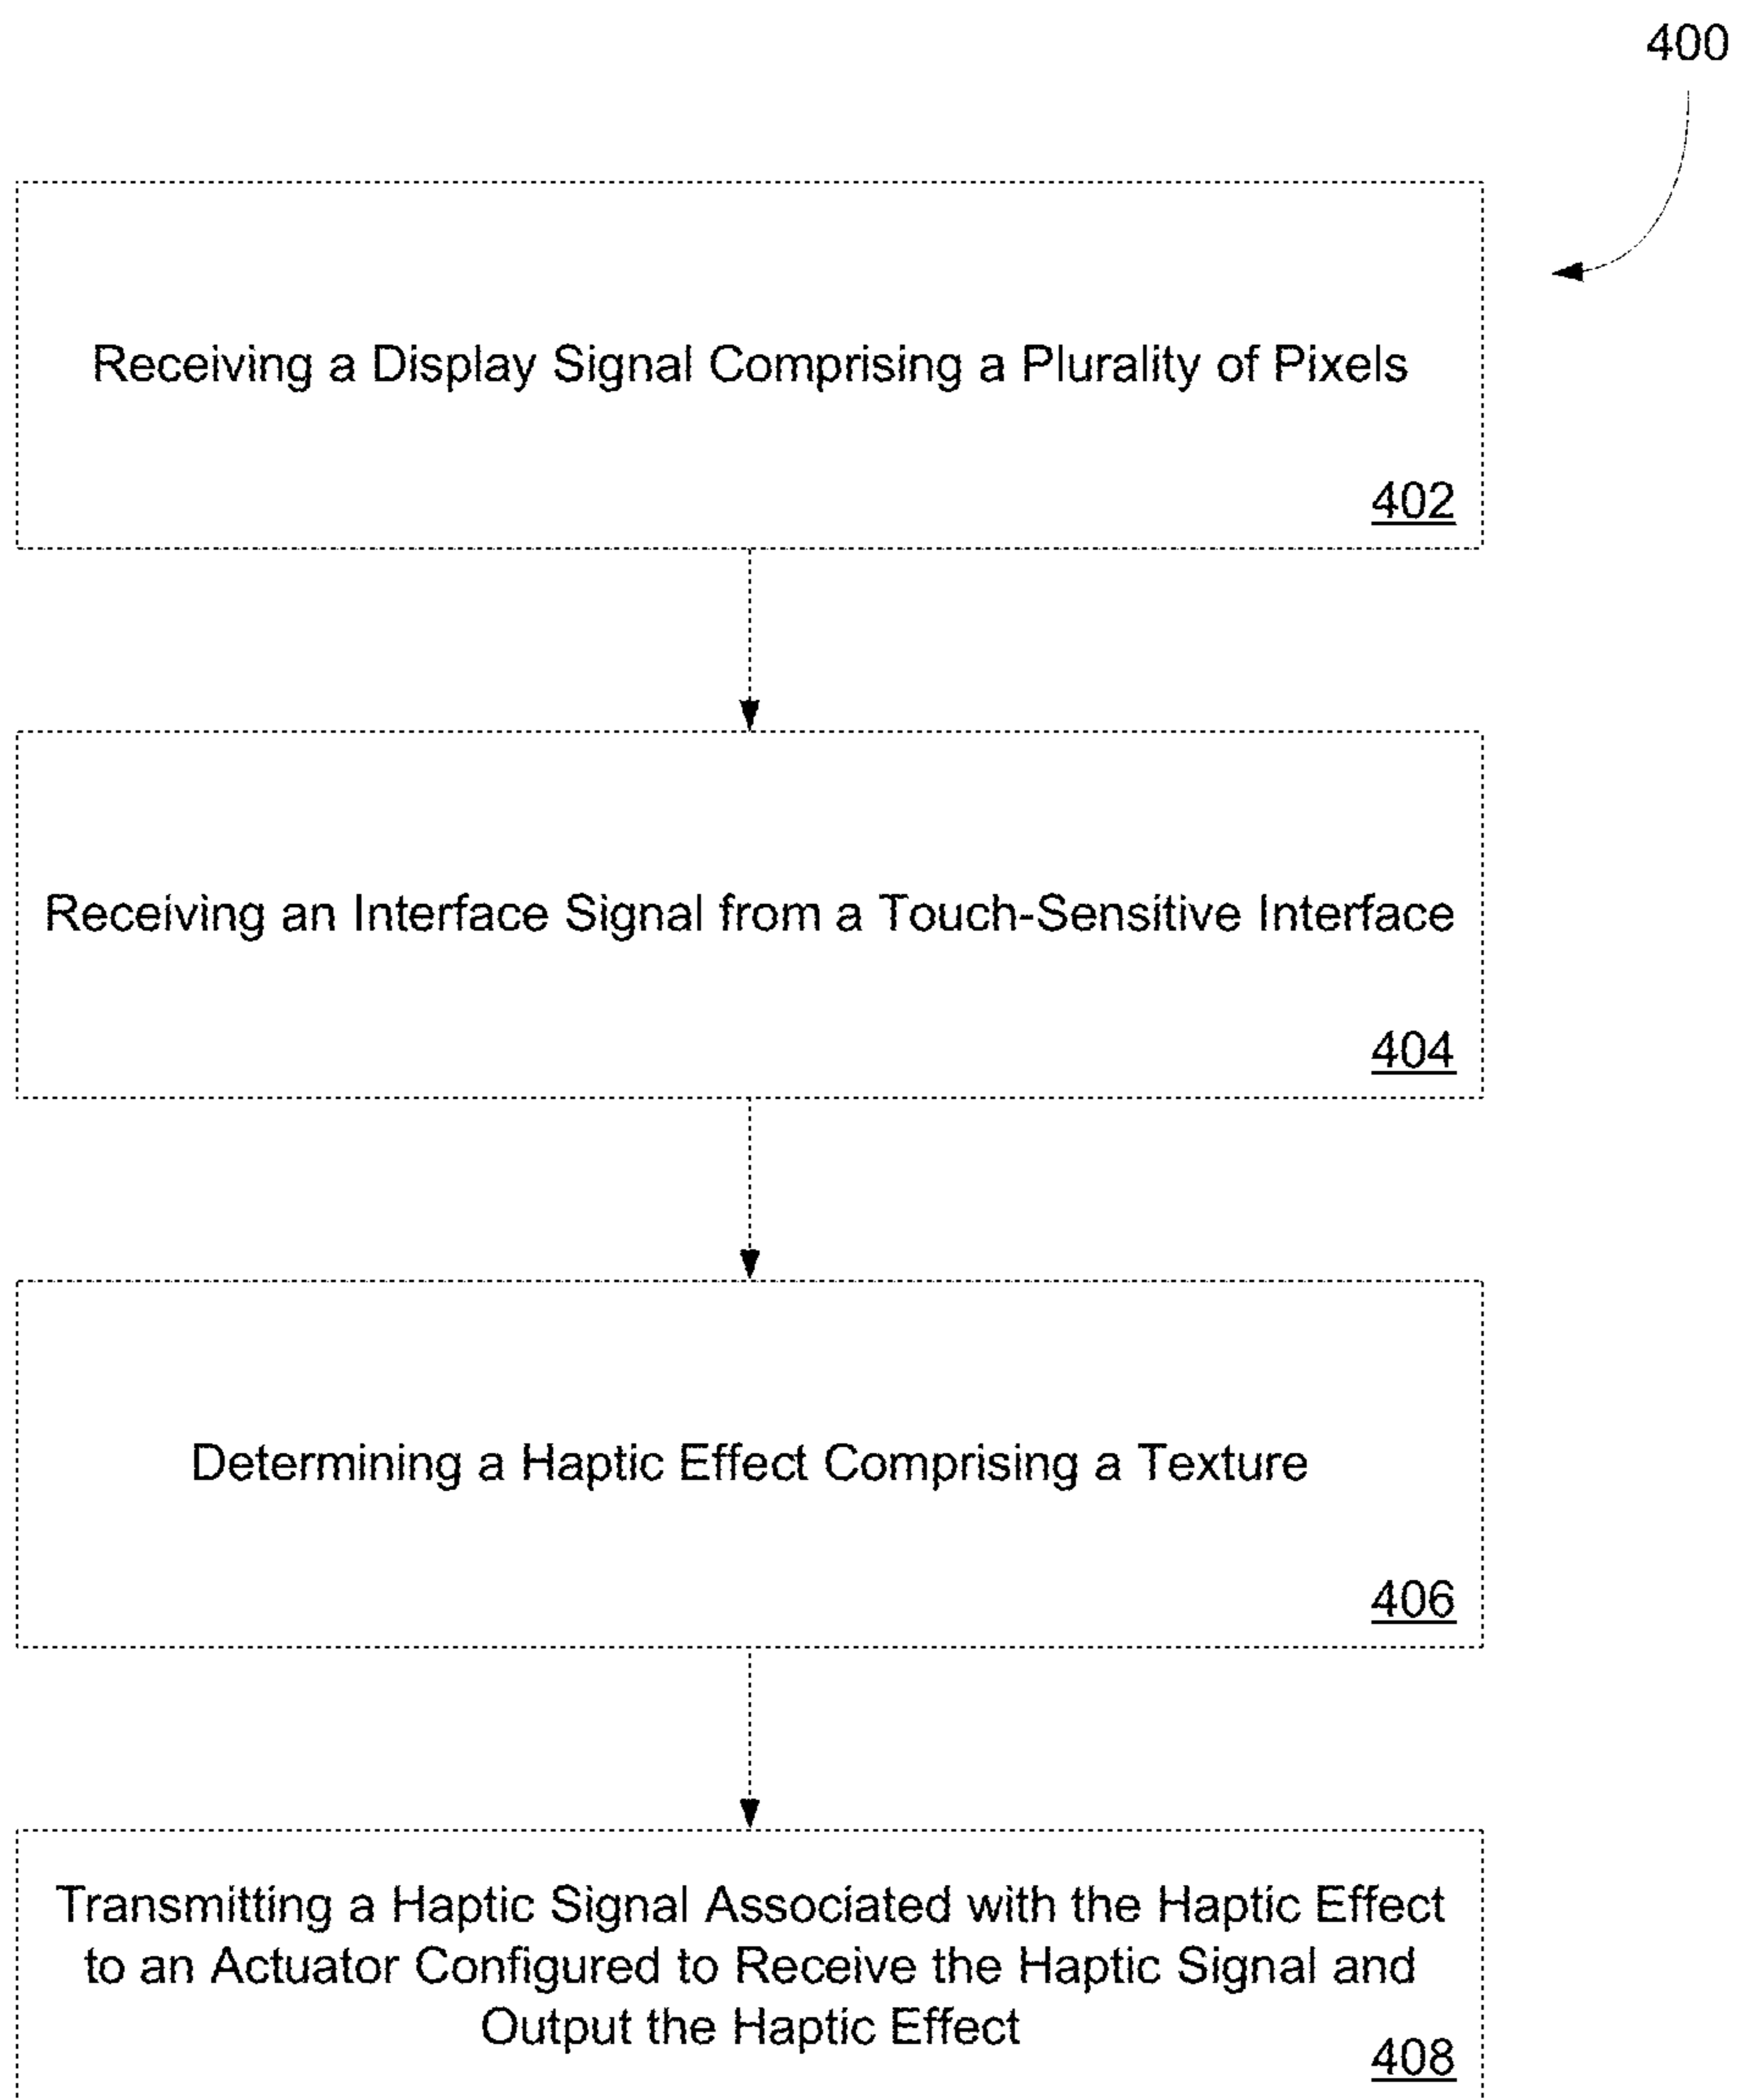 400
Receiving a Display Signal Comprising a Plurality of Pixels
402
Receiving an Interface Signal from a Touch-Sensitive Interface
404
Determining a Haptic Effect Comprising a Texture
406
Transmitting a Haptic Signal Associated with the Haptic Effect
to an Actuator Configured to Receive the Haptic Signal and
Output the Haptic Effect
408